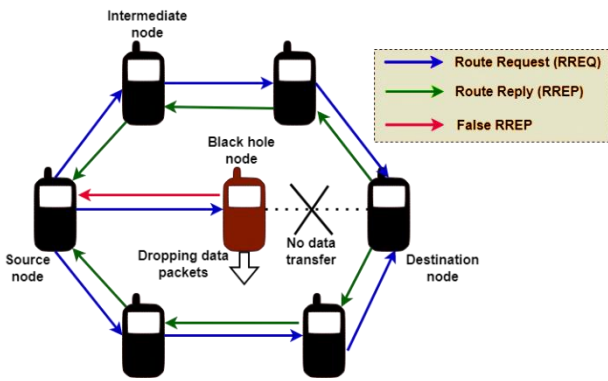 Intermediate
node
Route Request (RREQ)
Route Reply (RREP)
False RREP
Black hole
node
Source
node
Dropping data
packets
No data
transfer
Destination
node